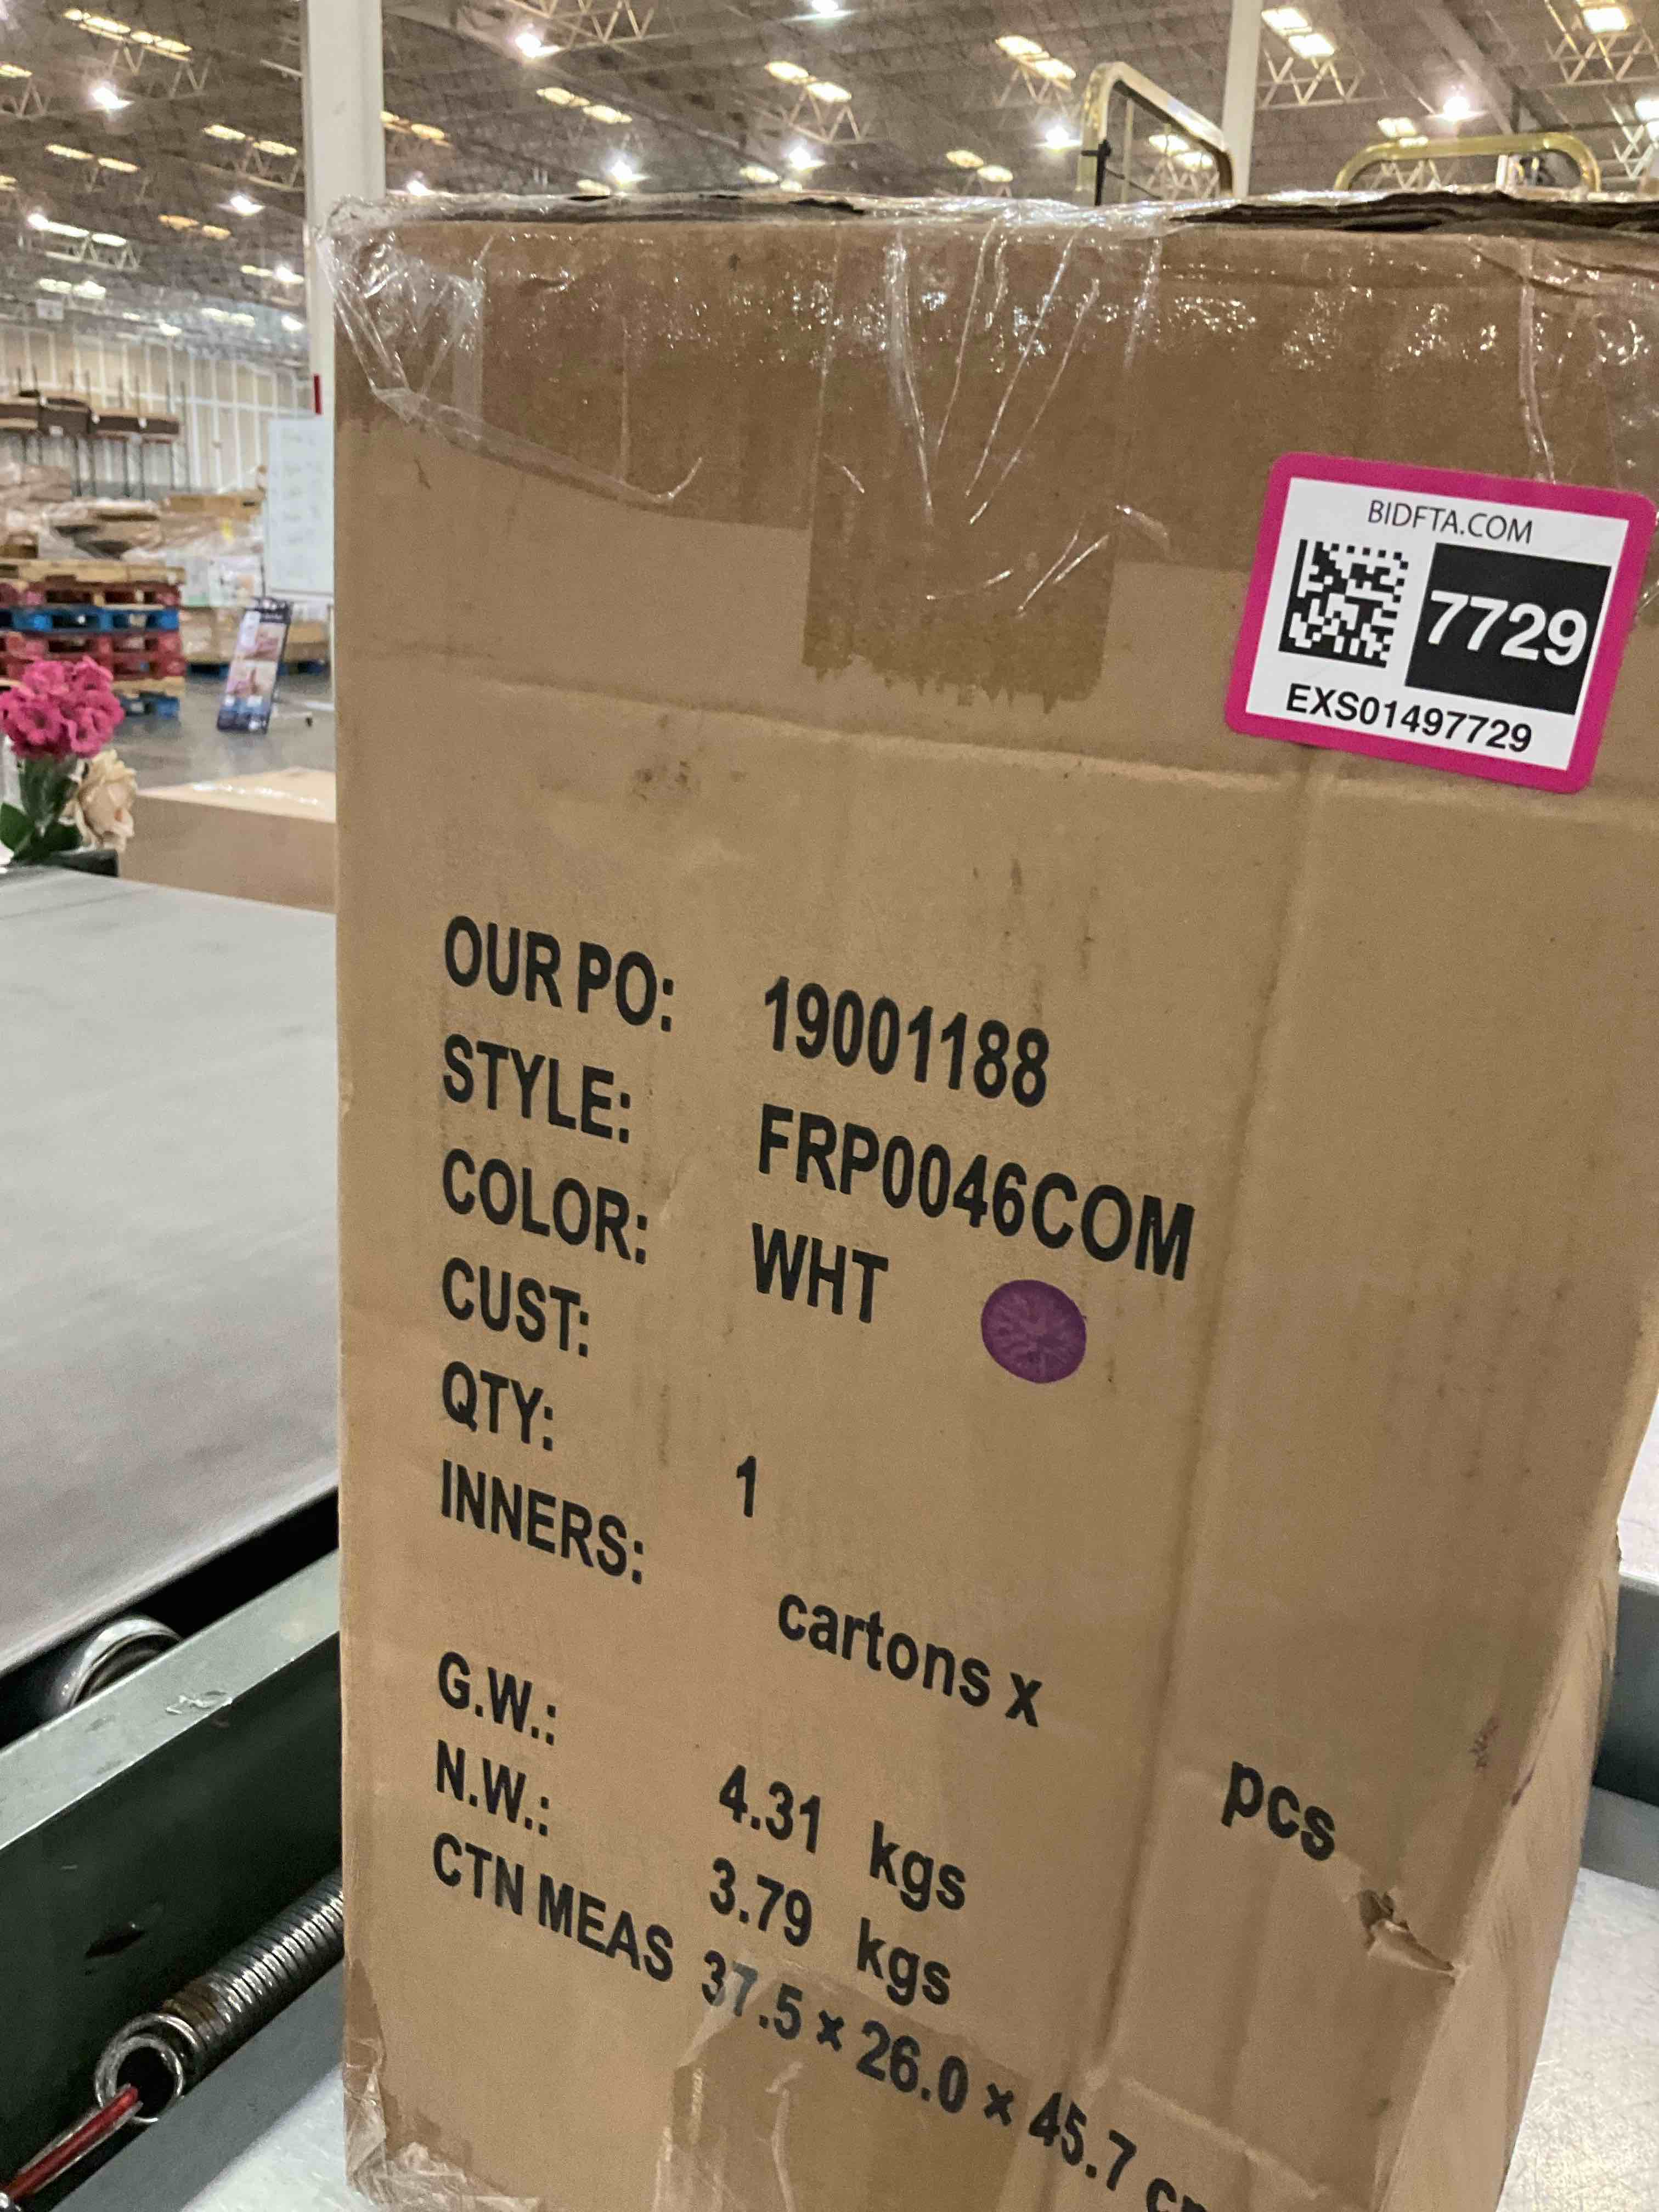 BIDFTA.COM
7729
EXS01497729
OUR PO: 19001188
STYLE: FRP0046COM
COLOR: WHT
CUST:
QTY: 1
INNERS: cartons x pcs
G.W.: 4.31 kgs
N.W.: 3.79 kgs
CTN MEAS 37.5 × 26.0 × 45.7